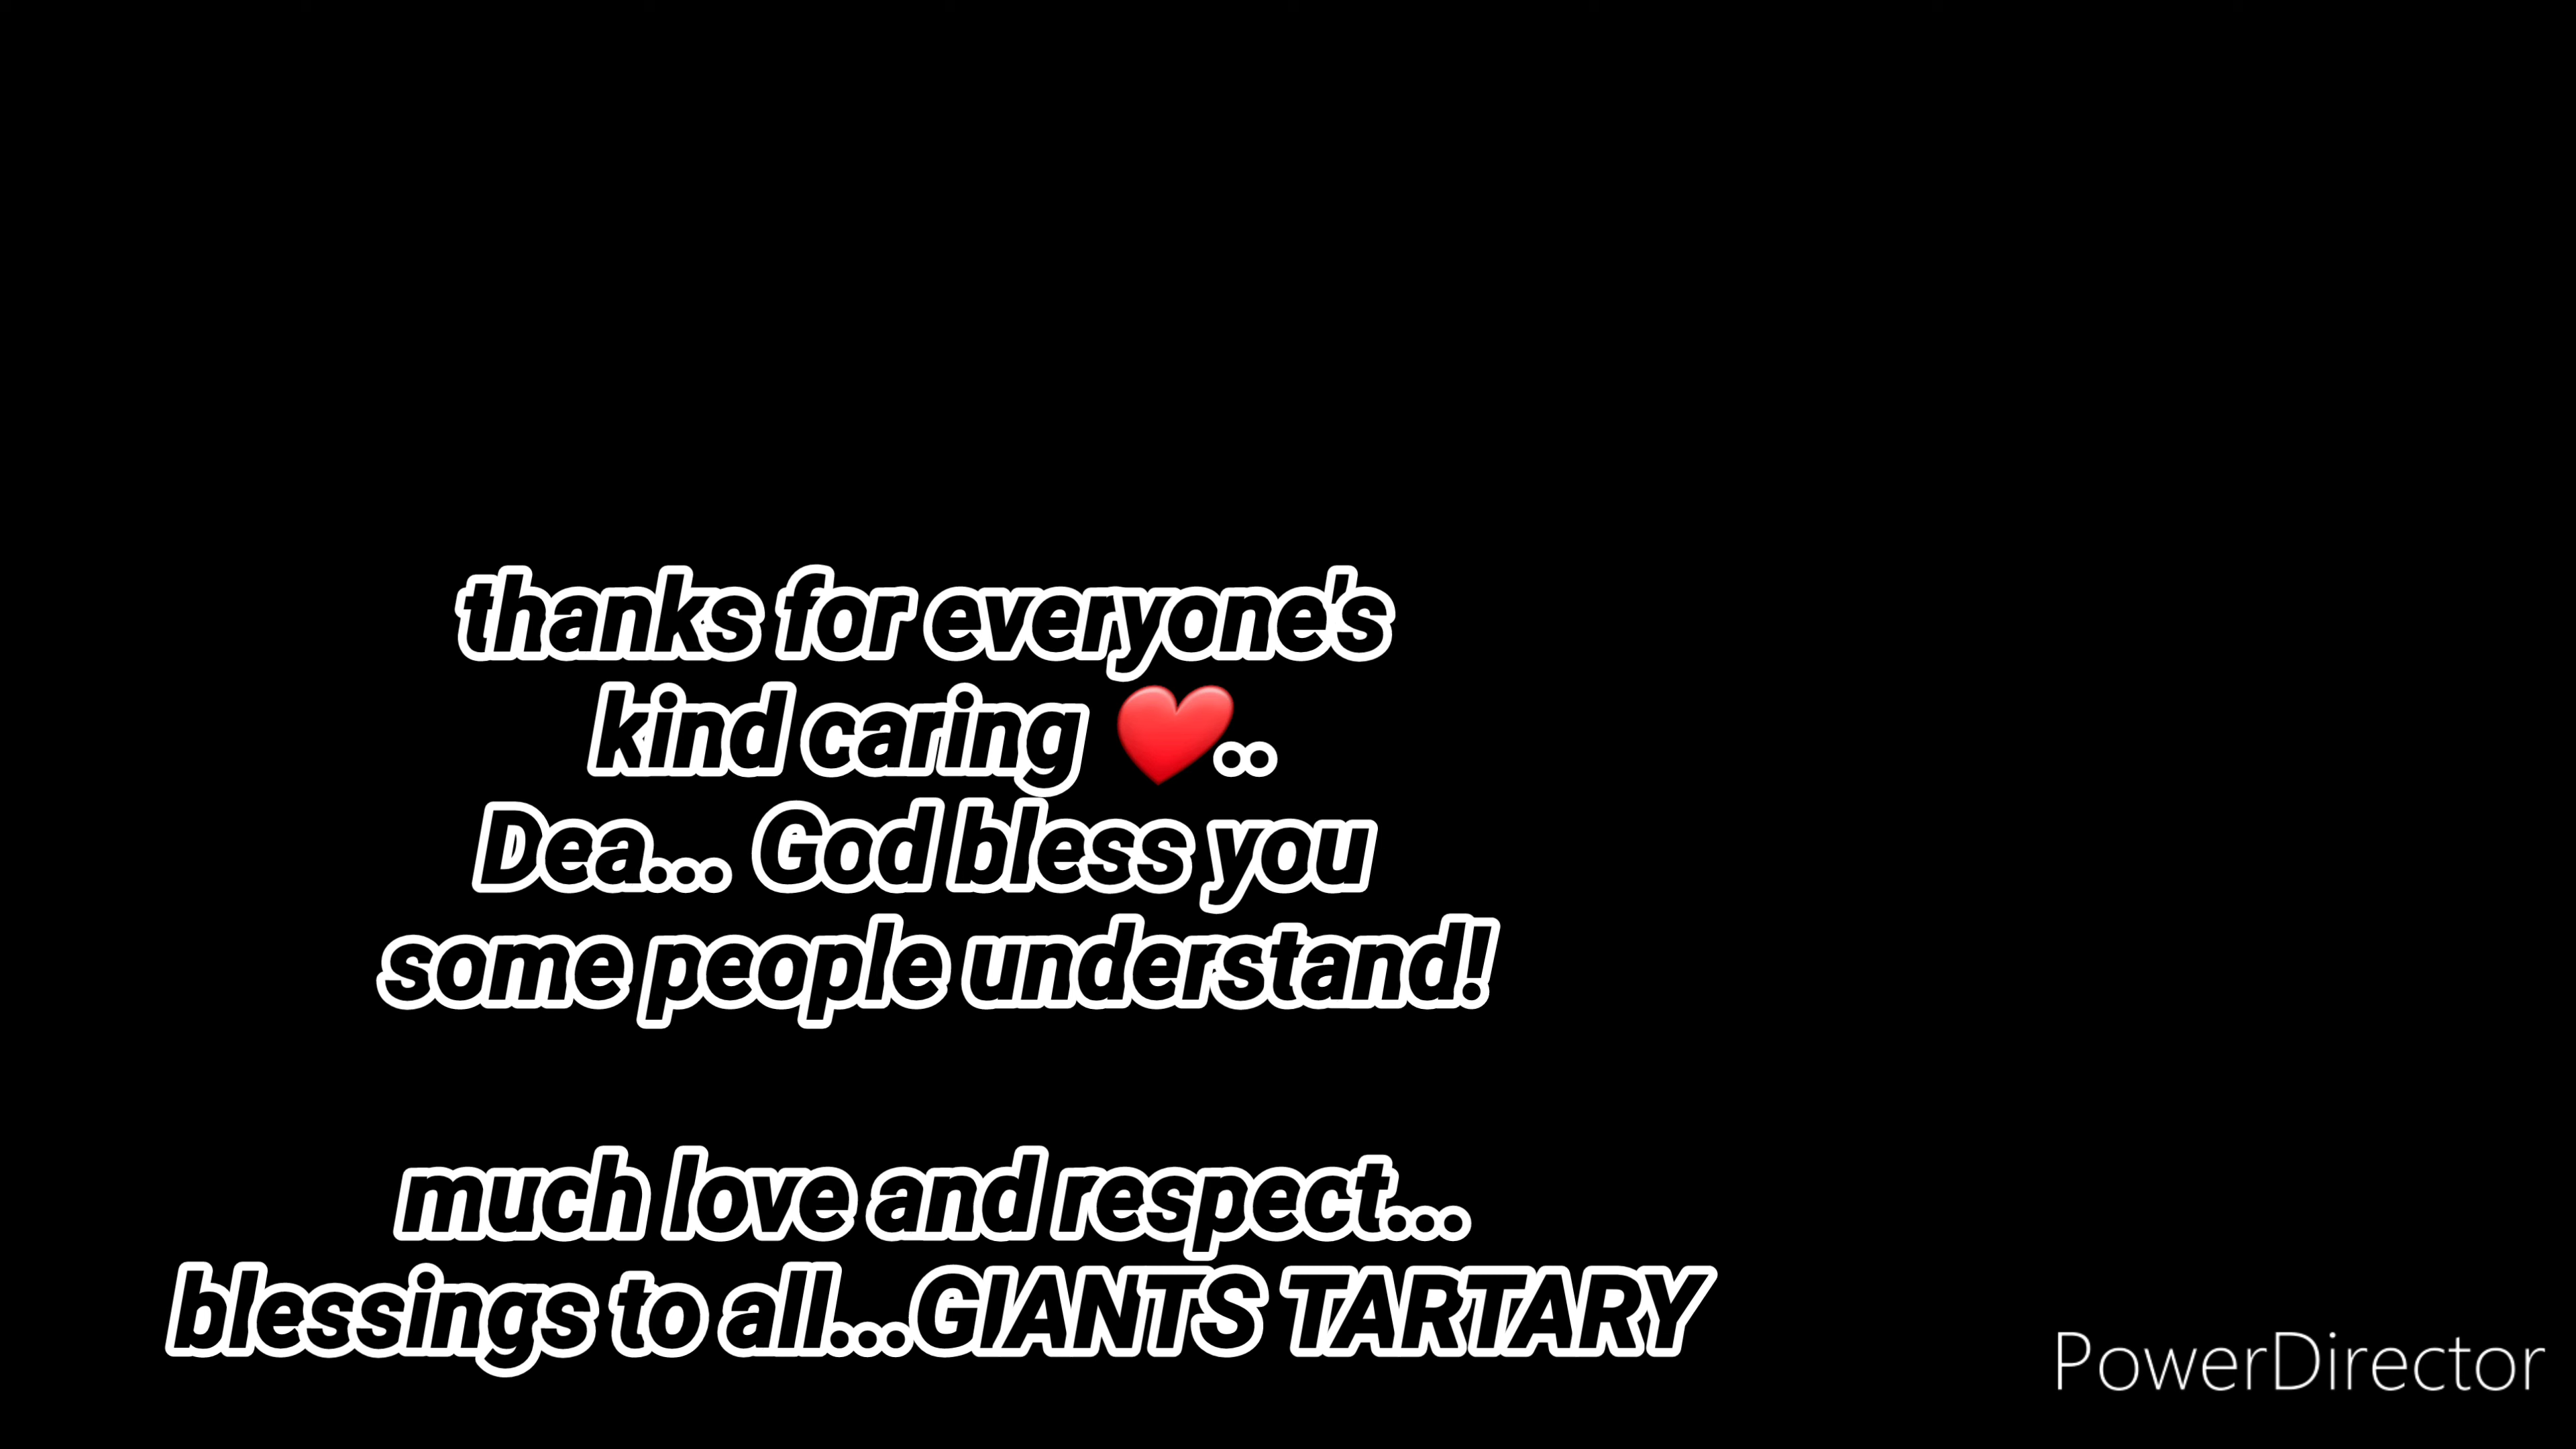 thanks for everyone's
kind caring ❤️..
Dea... God bless you
some people understand!
much love and respect...
blessings to all...GIANTS TARTARY
PowerDirector